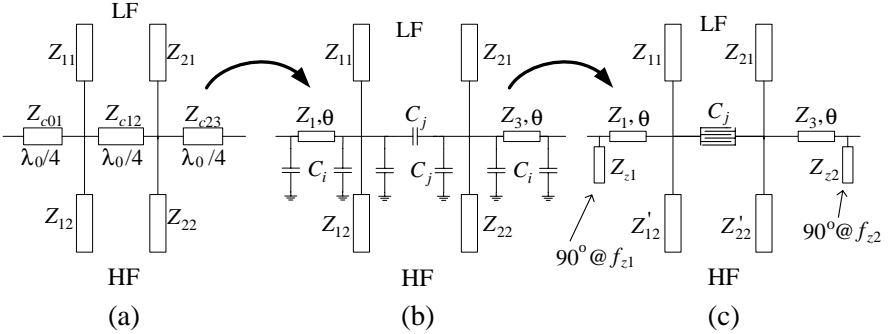 LF
Z11
Z21
Zc01
Zc12
Zc23
λ0/4
λ0/4
λ0/4
Z12
Z22
HF
(a)
LF
Z11
Z21
Z1,θ
Cj
Z3,θ
Ci
Cj
Ci
Z12
Z22
HF
(b)
LF
Z11
Z21
Z1,θ
Cj
Z3,θ
Zz1
Zz2
Z'12
Z'22
90°@fz1
90°@fz2
HF
(c)